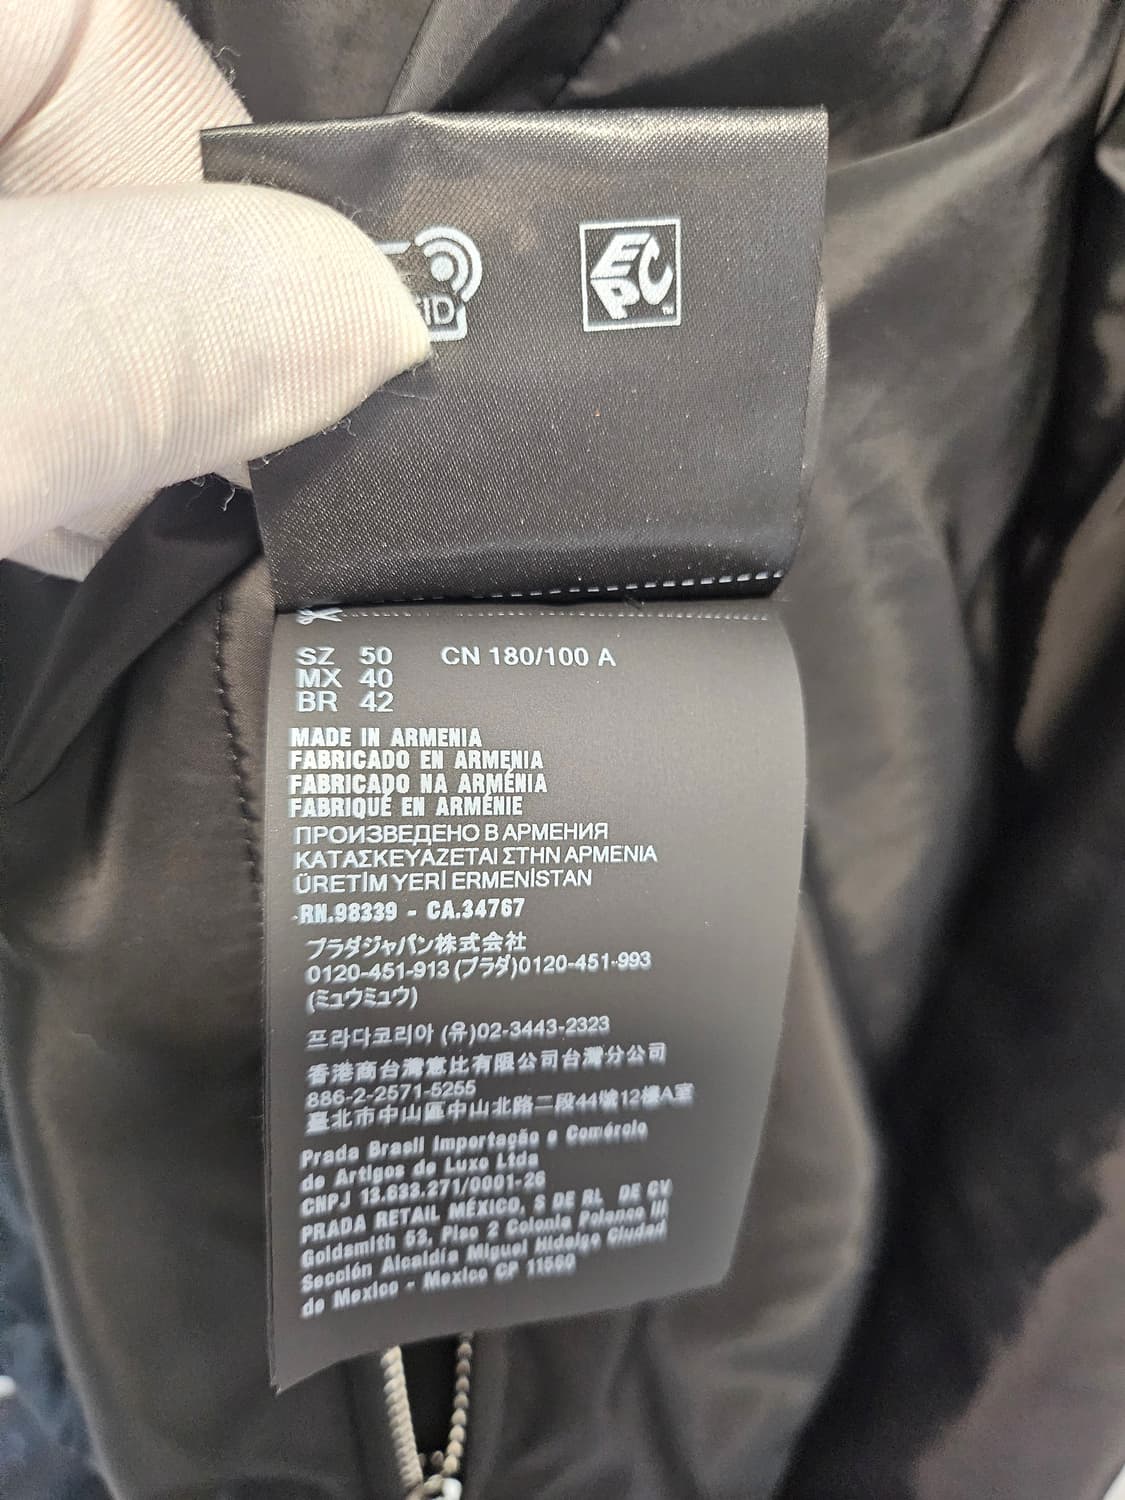 EPC™
SZ 50 CN 180/100 A
MX 40
BR 42
MADE IN ARMENIA
FABRICADO EN ARMENIA
FABRICADO NA ARMÉNIA
FABRIQUÉ EN ARMÉNIE
ПРОИЗВЕДЕНО В АРМЕНИЯ
ΚΑΤΑΣΚΕΥΑΖΕΤΑΙ ΣΤΗΝ ΑΡΜΕΝΙΑ
ÜRETİM YERİ ERMENİSTAN
RN.98339 - CA.34767
プラダジャパン株式会社
0120-451-913 (プラダ)0120-451-993
(ミュウミュウ)
프라다코리아 (유)02-3443-2323
香港商台灣憙比有限公司台灣分公司
886-2-2571-5255
臺北市中山區中山北路二段44號12樓A室
Prada Brasil Importação e Comércio
de Artigos de Luxo Ltda
CNPJ 13.633.271/0001-26
PRADA RETAIL MÉXICO, S DE RL DE CV
Goldsmith 53, Piso 2 Colonia Polanco III
Sección Alcaldía Miguel Hidalgo Ciudad
de Mexico - Mexico CP 11560